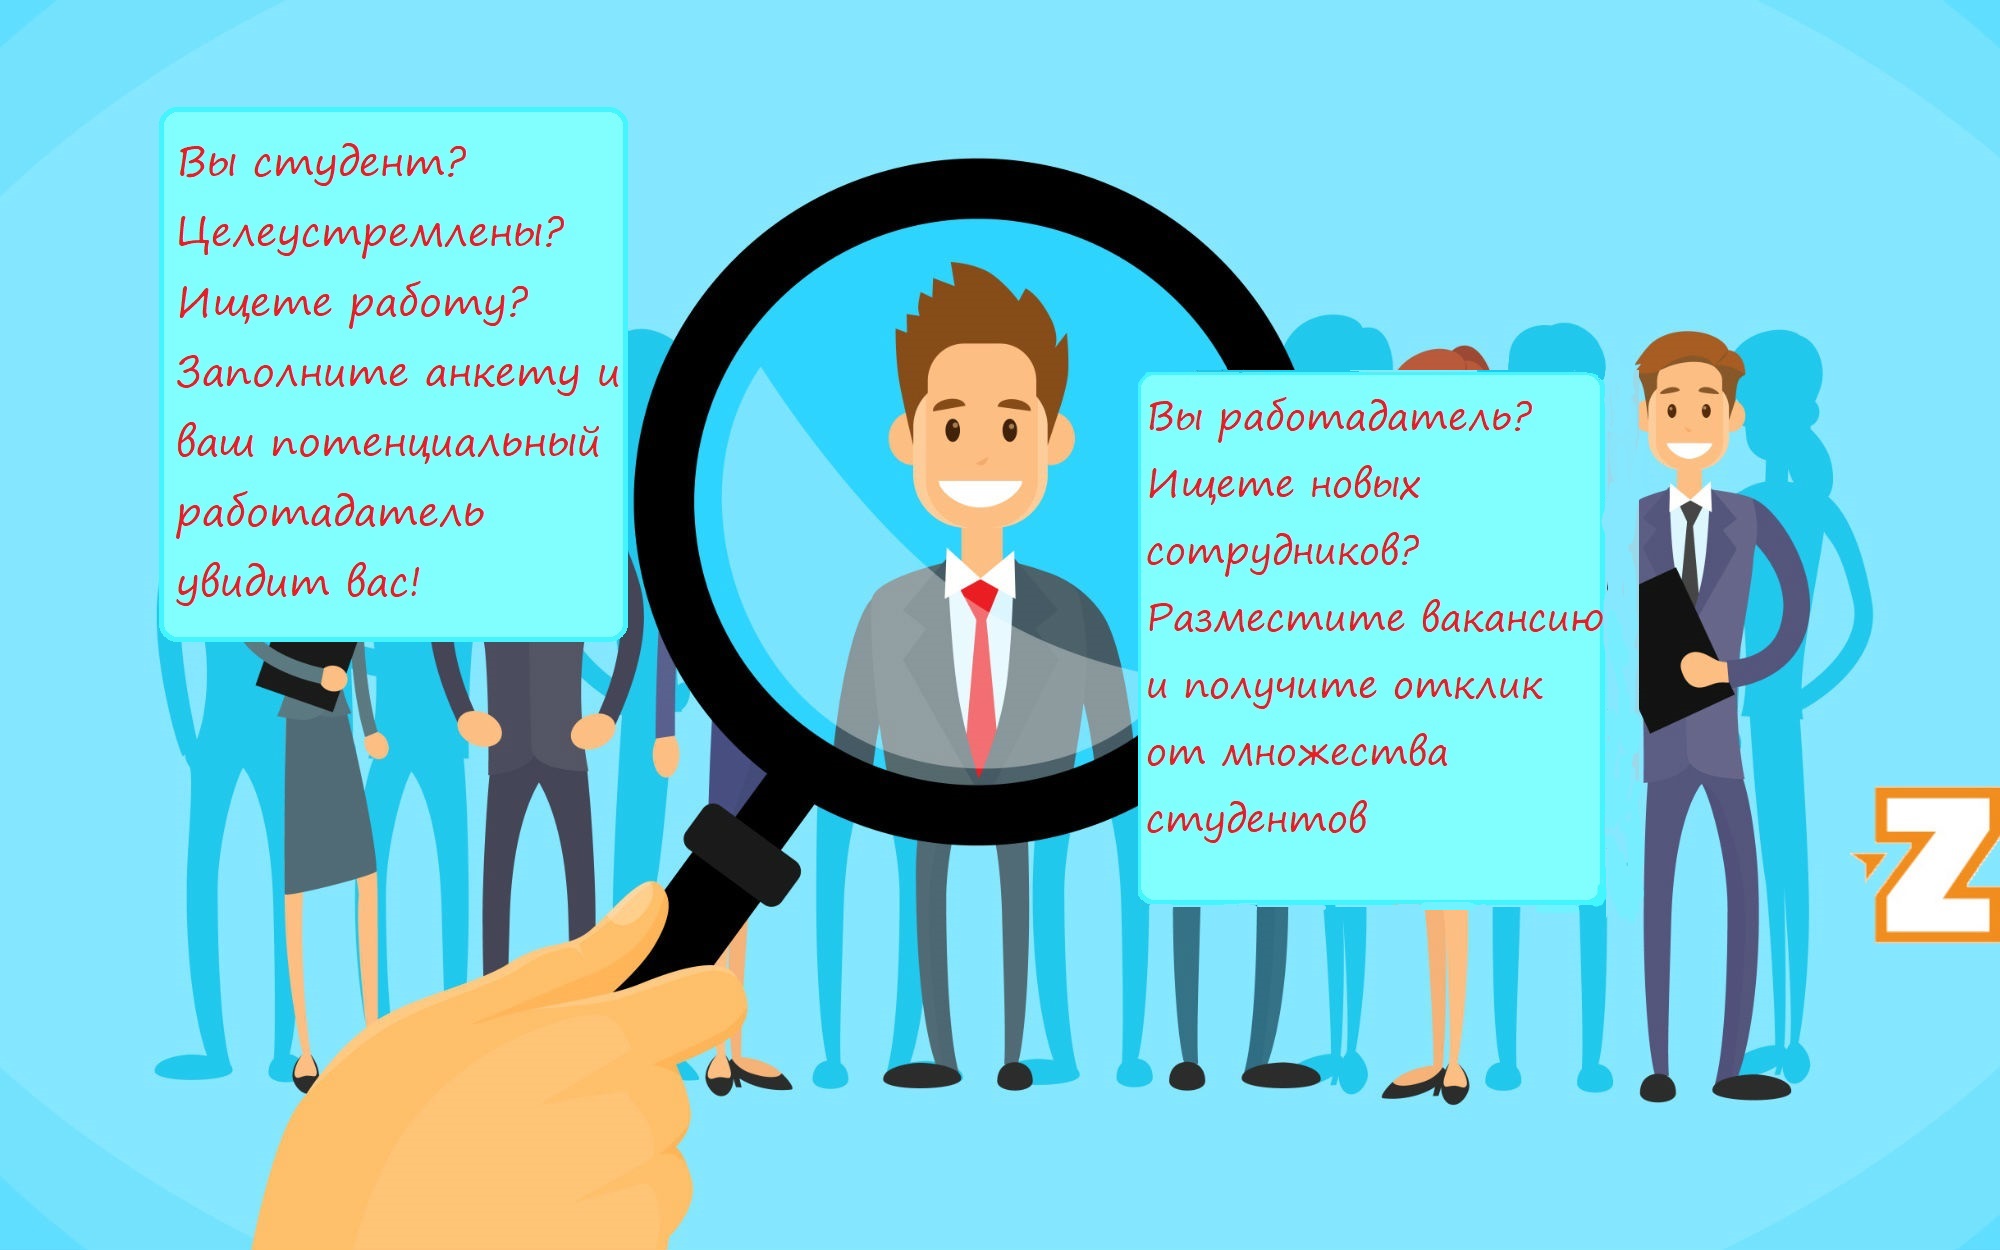 Вы студент?
Целеустремлены?
Ищете работу?
Заполните анкету и
ваш потенциальный
работадатель
увидит вас!
Вы работадатель?
Ищете новых
сотрудников?
Разместите вакансию
и получите отклик
от множества
студентов
Z